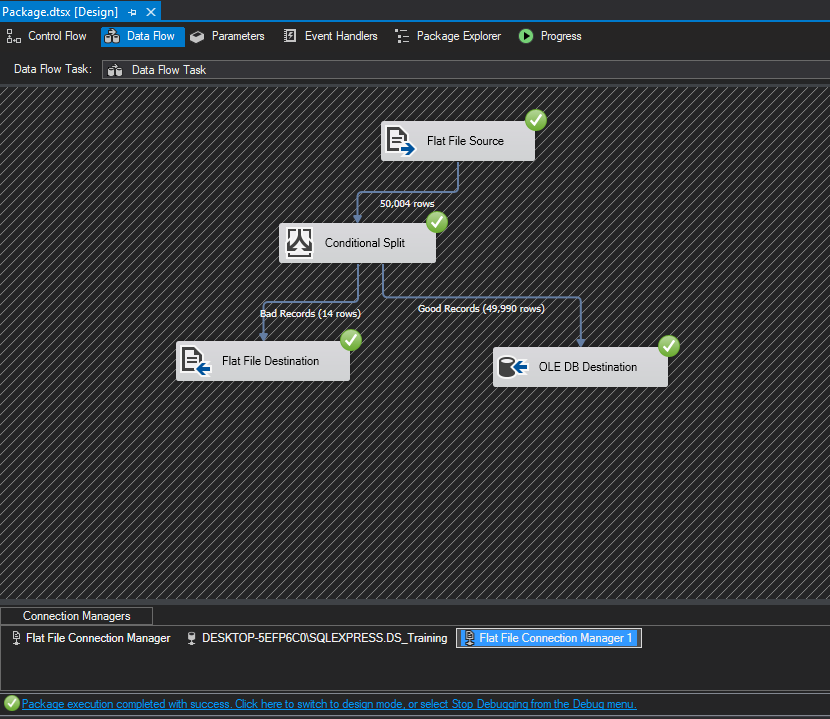 Package.dtsx [Design]
Control Flow Data Flow Parameters Event Handlers Package Explorer Progress
Data Flow Task: Data Flow Task
Flat File Source
50,004 rows
Conditional Split
Bad Records (14 rows)
Good Records (49,990 rows)
Flat File Destination
OLE DB Destination
Connection Managers
Flat File Connection Manager DESKTOP-5EFP6C0\SQLEXPRESS.DS_Training Flat File Connection Manager 1
Package execution completed with success. Click here to switch to design mode, or select Stop Debugging from the Debug menu.